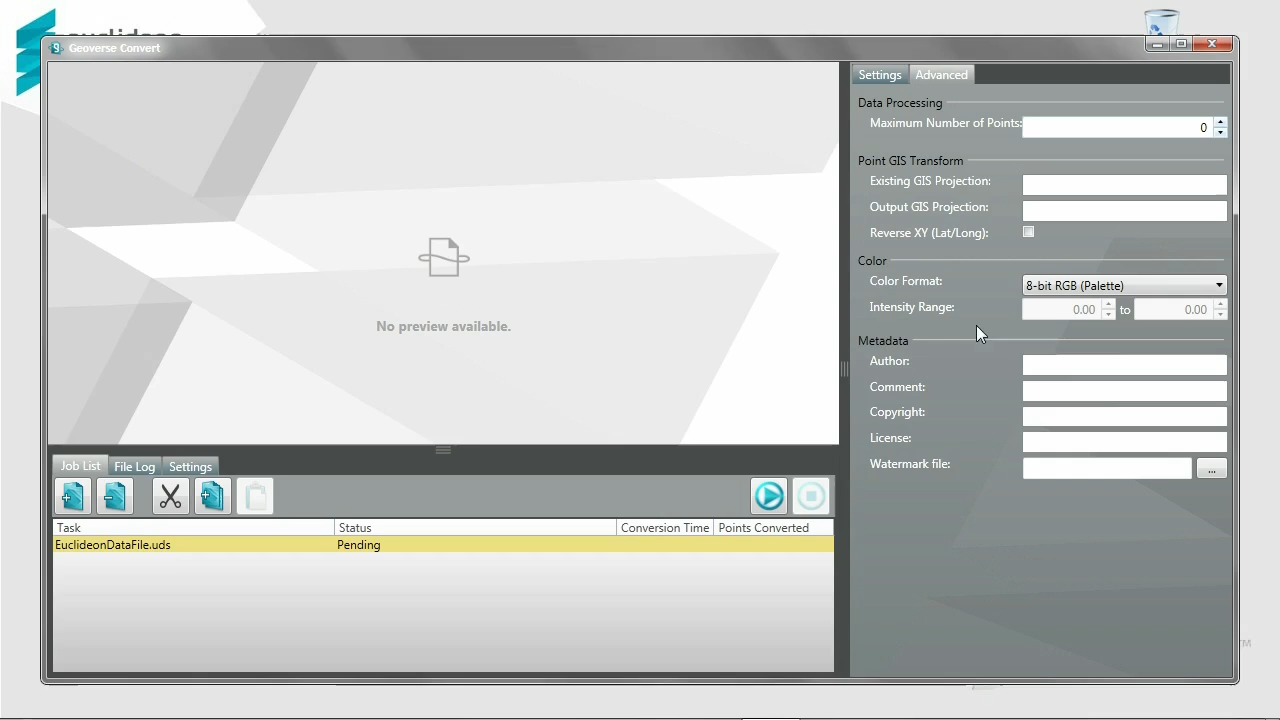 Geoverse Convert
No preview available.
Settings
Advanced
Data Processing
Maximum Number of Points:
0
Point GIS Transform
Existing GIS Projection:
Output GIS Projection:
Reverse XY (Lat/Long):
Color
Color Format:
8-bit RGB (Palette)
Intensity Range:
0.00 to 0.00
Metadata
Author:
Comment:
Copyright:
License:
Watermark file:
...
Job List
File Log
Settings
Task Status Conversion Time Points Converted
EuclideonDataFile.uds Pending
TM